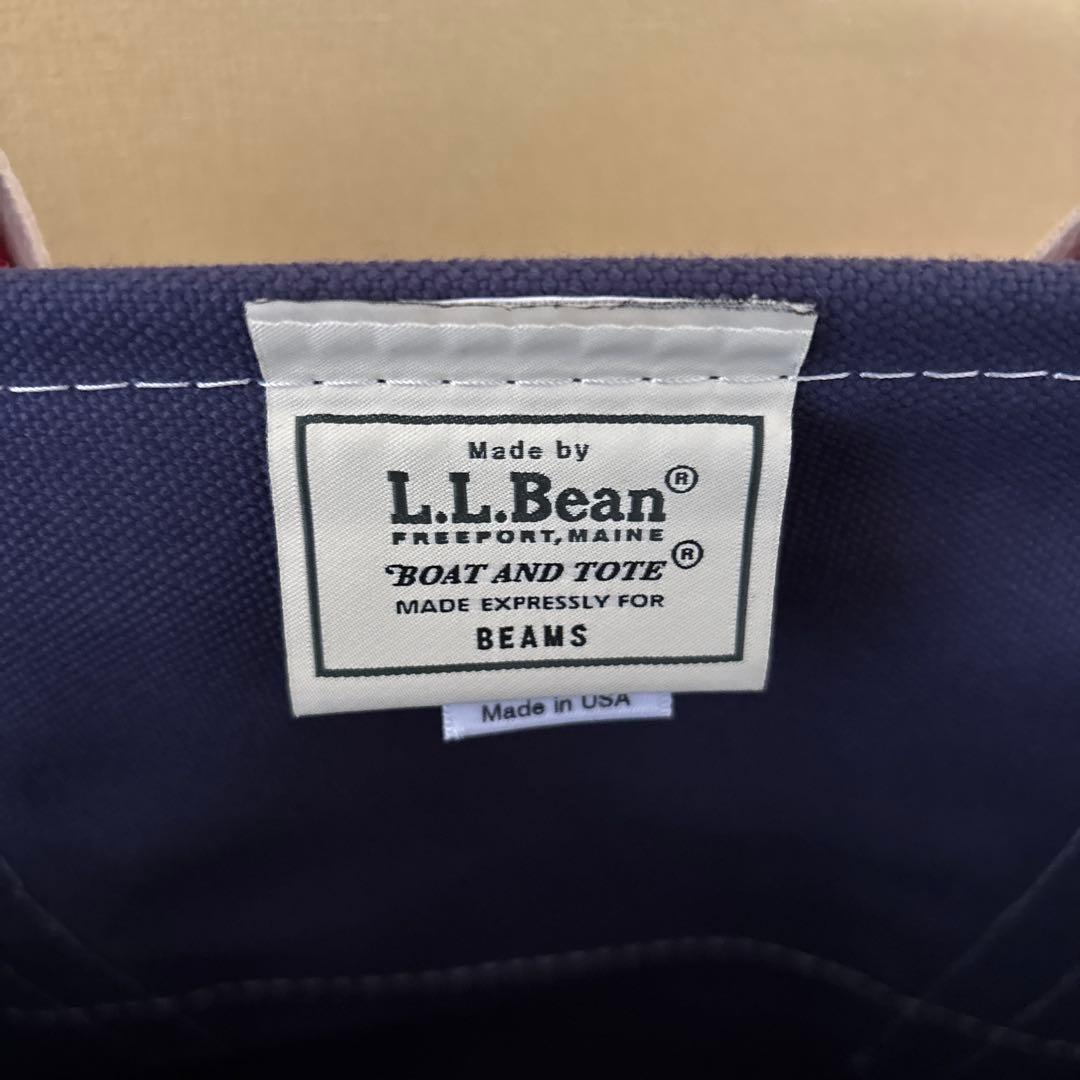 Made by
L.L.Bean®
FREEPORT, MAINE
BOAT AND TOTE®
MADE EXPRESSLY FOR
BEAMS
Made in USA